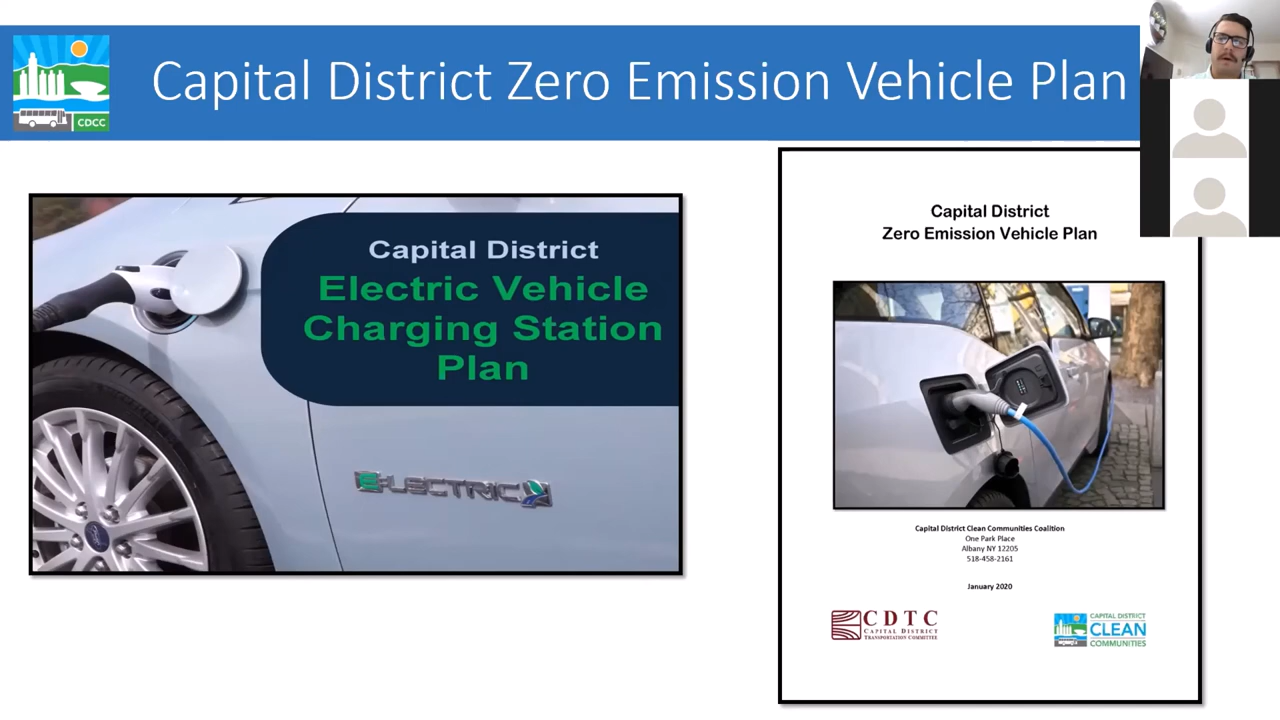 Capital District Zero Emission Vehicle Plan
CDCC
Capital District
Electric Vehicle
Charging Station
Plan
E-LECTRIC
Capital District
Zero Emission Vehicle Plan
Capital District Clean Communities Coalition
One Park Place
Albany NY 12205
518-458-2161
January 2020
CDTC
CAPITAL DISTRICT
TRANSPORTATION COMMITTEE
CAPITAL DISTRICT
CLEAN
COMMUNITIES